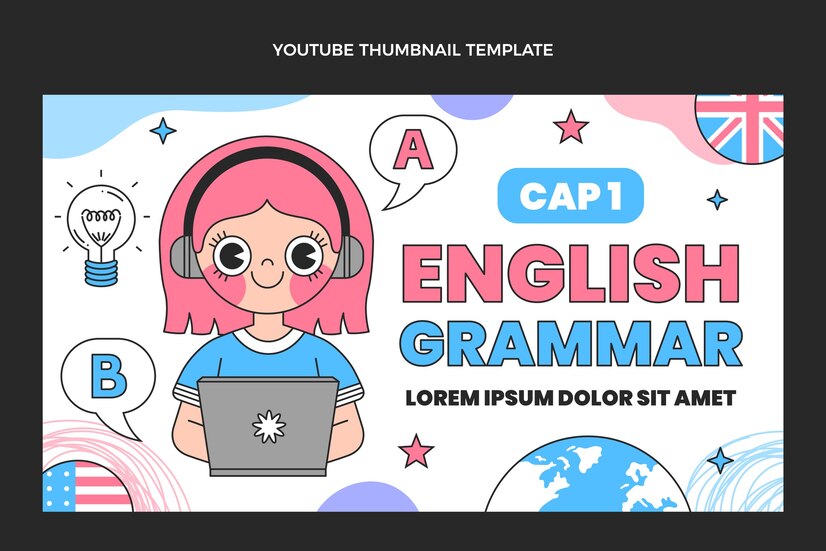 YOUTUBE THUMBNAIL TEMPLATE
A
CAP 1
ENGLISH
GRAMMAR
B
LOREM IPSUM DOLOR SIT AMET